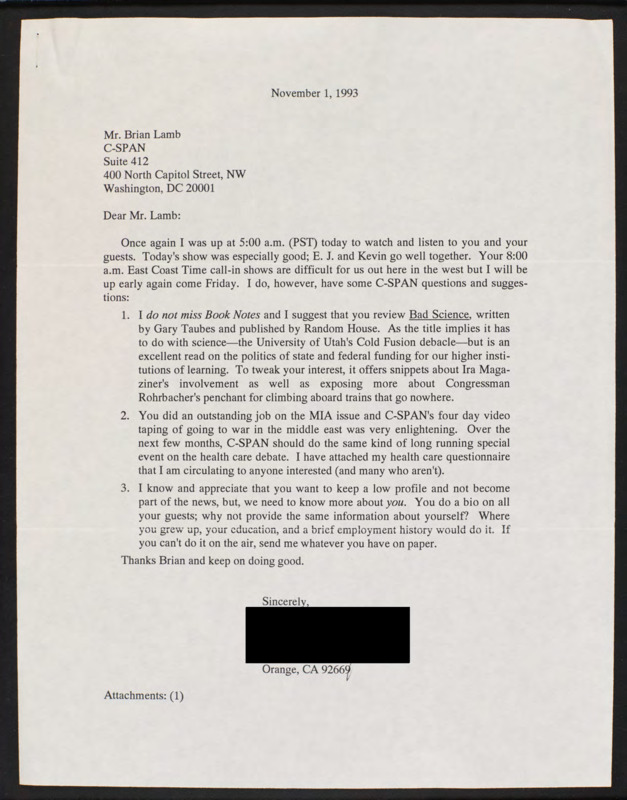 November 1, 1993
Mr. Brian Lamb
C-SPAN
Suite 412
400 North Capitol Street, NW
Washington, DC 20001
Dear Mr. Lamb:
Once again I was up at 5:00 a.m. (PST) today to watch and listen to you and your
guests. Today's show was especially good; E. J. and Kevin go well together. Your 8:00
a.m. East Coast Time call-in shows are difficult for us out here in the west but I will be
up early again come Friday. I do, however, have some C-SPAN questions and sugges-
tions:
1. I do not miss Book Notes and I suggest that you review Bad Science, written
by Gary Taubes and published by Random House. As the title implies it has
to do with science—the University of Utah's Cold Fusion debacle—but is an
excellent read on the politics of state and federal funding for our higher insti-
tutions of learning. To tweak your interest, it offers snippets about Ira Maga-
ziner's involvement as well as exposing more about Congressman
Rohrbacher's penchant for climbing aboard trains that go nowhere.
2. You did an outstanding job on the MIA issue and C-SPAN's four day video
taping of going to war in the middle east was very enlightening. Over the
next few months, C-SPAN should do the same kind of long running special
event on the health care debate. I have attached my health care questionnaire
that I am circulating to anyone interested (and many who aren't).
3. I know and appreciate that you want to keep a low profile and not become
part of the news, but, we need to know more about you. You do a bio on all
your guests; why not provide the same information about yourself? Where
you grew up, your education, and a brief employment history would do it. If
you can't do it on the air, send me whatever you have on paper.
Thanks Brian and keep on doing good.
Sincerely,
Orange, CA 92669
Attachments: (1)